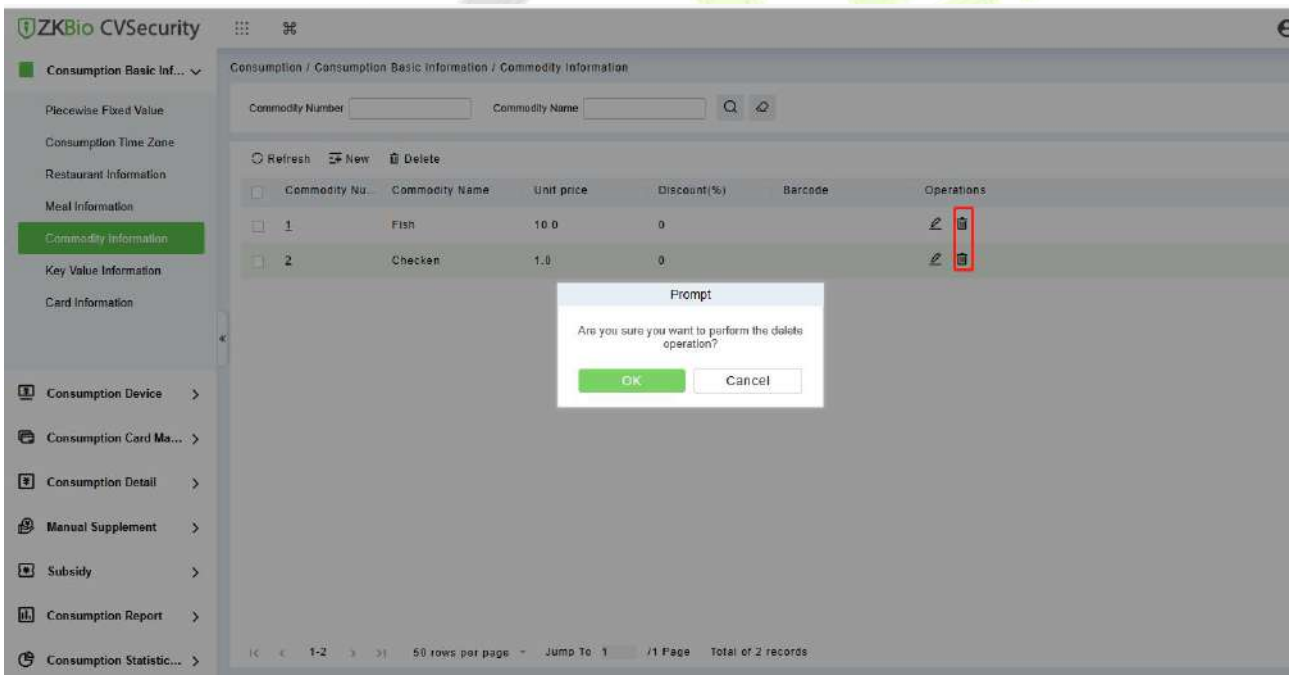 ZKBio CVSecurity
Consumption Basic Inf...
Piecewise Fixed Value
Consumption Time Zone
Restaurant Information
Meal Information
Commodity Information
Key Value Information
Card Information
Consumption Device
Consumption Card Ma...
Consumption Detail
Manual Supplement
Subsidy
Consumption Report
Consumption Statistic...
Consumption / Consumption Basic Information / Commodity Information
Commodity Number Commodity Name
Refresh New Delete
Commodity Nu... Commodity Name Unit price Discount(%) Barcode Operations
1 Fish 10.0 0
2 Checken 1.0 0
Prompt
Are you sure you want to perform the delete
operation?
OK Cancel
1-2 50 rows per page Jump To 1 /1 Page Total of 2 records